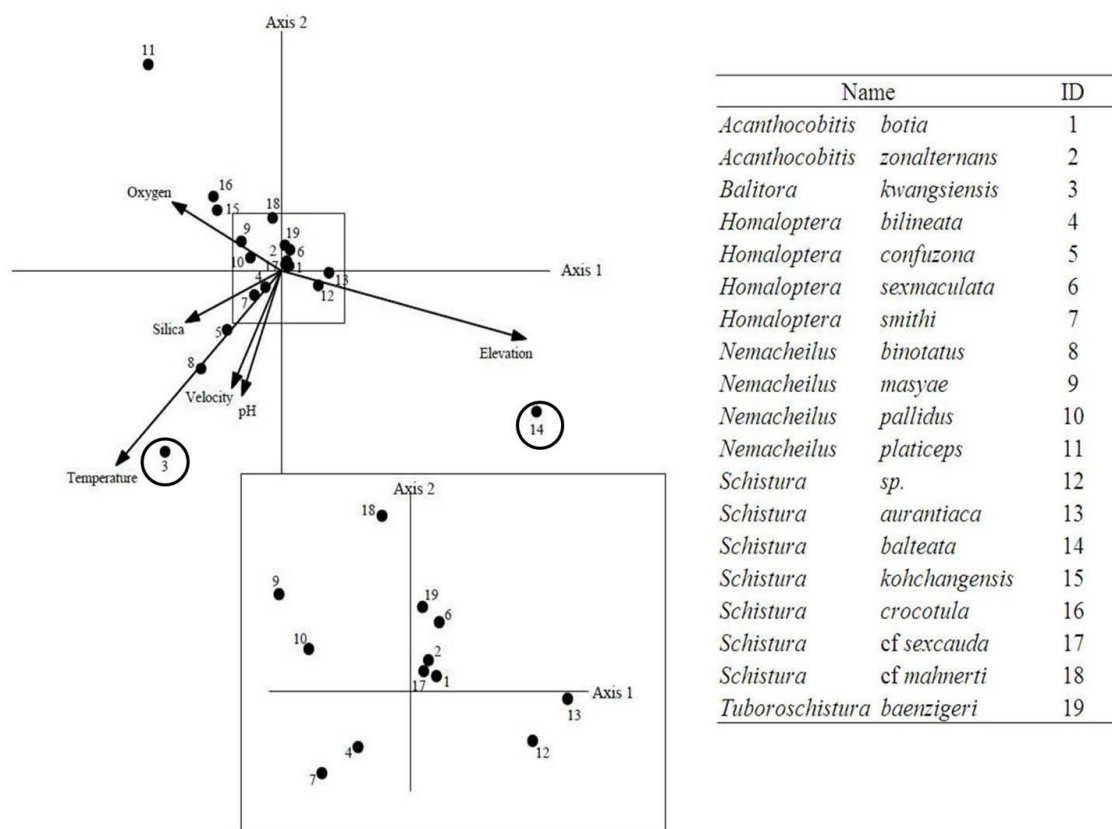 Axis 2
11
Oxygen
16
15
18
9
19
2
6
10
17
1
Axis 1
4
13
7
12
Silica
5
Elevation
8
Velocity
pH
14
Temperature
3
Axis 2
18
9
19
6
10
2
17
1
Axis 1
13
4
12
7
Name ID
Acanthocobitis botia 1
Acanthocobitis zonalternans 2
Balitora kwangsiensis 3
Homaloptera bilineata 4
Homaloptera confuzona 5
Homaloptera sexmaculata 6
Homaloptera smithi 7
Nemacheilus binotatus 8
Nemacheilus masyae 9
Nemacheilus pallidus 10
Nemacheilus platiceps 11
Schistura sp. 12
Schistura aurantiaca 13
Schistura balteata 14
Schistura kohchangensis 15
Schistura crocotula 16
Schistura cf sexcauda 17
Schistura cf mahnerti 18
Tuboroschistura baenzigeri 19